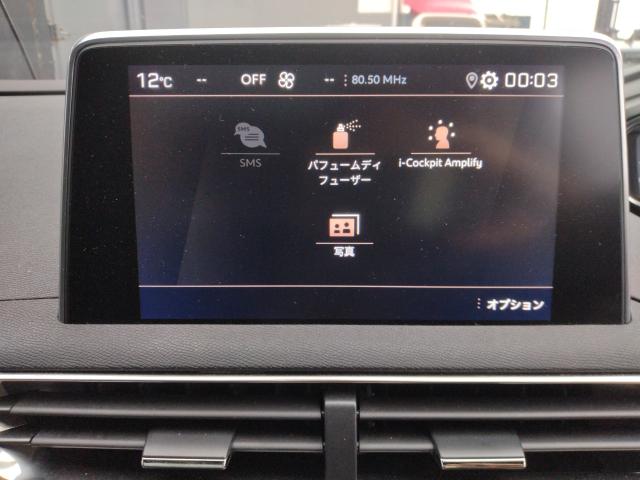 12°C -- OFF -- ⋮ 80.50 MHz 00:03
SMS
SMS
パフュームディ
フューザー
i-Cockpit Amplify
写真
⋮ オプション